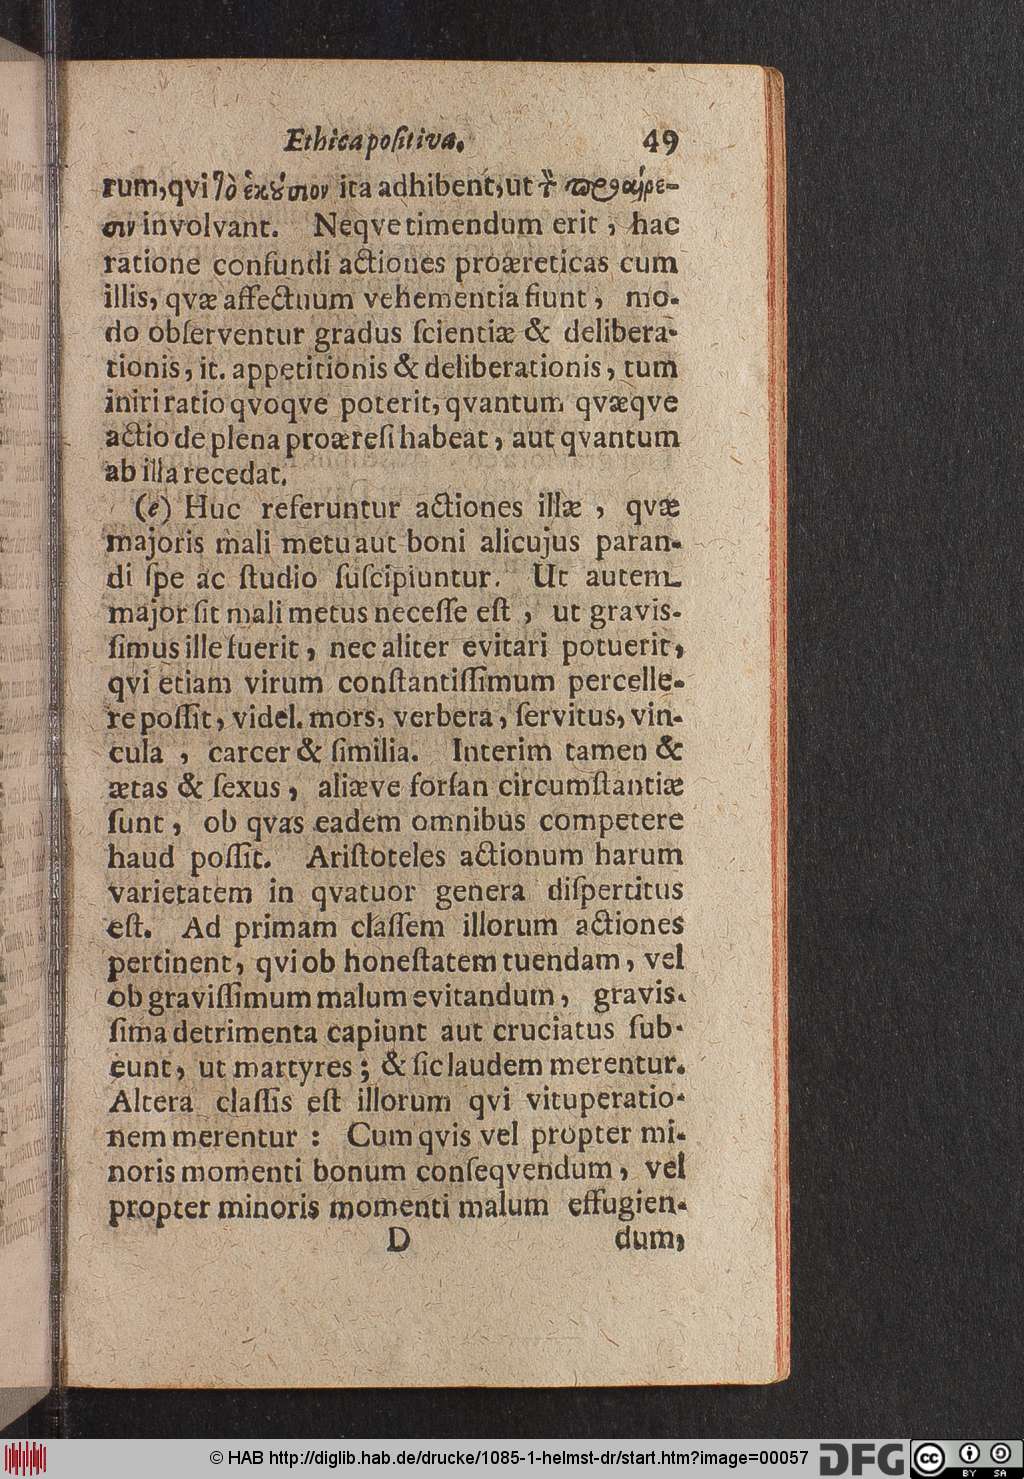 Ethica positiva. 49
rum, qvi τὸ ἑκούσιον ita adhibent, ut τὴν προαίρε-
σιν involvant. Neqve timendum erit, hac
ratione confundi actiones proæreticas cum
illis, qvæ affectuum vehementia fiunt, mo-
do obſerventur gradus ſcientiæ & delibera-
tionis, it. appetitionis & deliberationis, tum
iniri ratio qvoqve poterit, qvantum qvæqve
actio de plena proæreſi habeat, aut qvantum
ab illa recedat.
(e) Huc referuntur actiones illæ, qvæ
majoris mali metu aut boni alicujus paran-
di ſpe ac ſtudio ſuſcipiuntur. Ut autem
major ſit mali metus neceſſe eſt, ut gravis-
ſimus ille fuerit, nec aliter evitari potuerit,
qvi etiam virum conſtantiſſimum percelle-
re poſſit, videl. mors, verbera, ſervitus, vin-
cula, carcer & ſimilia. Interim tamen &
ætas & ſexus, aliæve forſan circumſtantiæ
ſunt, ob qvas eadem omnibus competere
haud poſſit. Ariſtoteles actionum harum
varietatem in qvatuor genera diſpertitus
eſt. Ad primam claſſem illorum actiones
pertinent, qvi ob honeſtatem tuendam, vel
ob graviſſimum malum evitandum, gravis-
ſima detrimenta capiunt aut cruciatus ſub-
eunt, ut martyres; & ſic laudem merentur.
Altera claſſis eſt illorum qvi vituperatio-
nem merentur: Cum qvis vel propter mi-
noris momenti bonum conſeqvendum, vel
propter minoris momenti malum effugien-
D dum,
© HAB http://diglib.hab.de/drucke/1085-1-helmst-dr/start.htm?image=00057 DFG cc BY SA